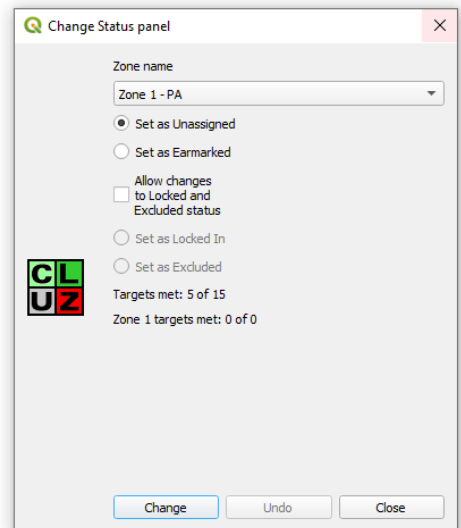 Change Status panel
Zone name
Zone 1 - PA
Set as Unassigned
Set as Earmarked
Allow changes
to Locked and
Excluded status
Set as Locked In
Set as Excluded
CL
UZ
Targets met: 5 of 15
Zone 1 targets met: 0 of 0
Change Undo Close